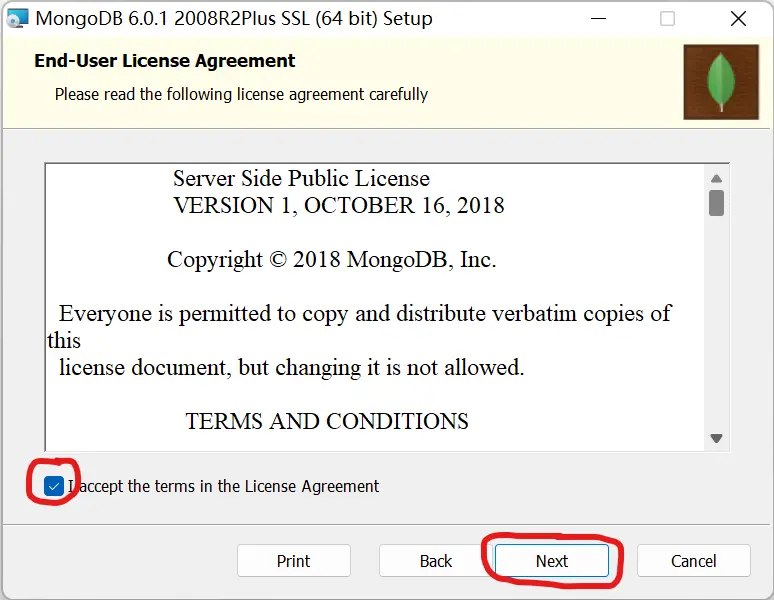 MongoDB 6.0.1 2008R2Plus SSL (64 bit) Setup
End-User License Agreement
Please read the following license agreement carefully
Server Side Public License
VERSION 1, OCTOBER 16, 2018
Copyright © 2018 MongoDB, Inc.
Everyone is permitted to copy and distribute verbatim copies of
this
license document, but changing it is not allowed.
TERMS AND CONDITIONS
I accept the terms in the License Agreement
Print Back Next Cancel